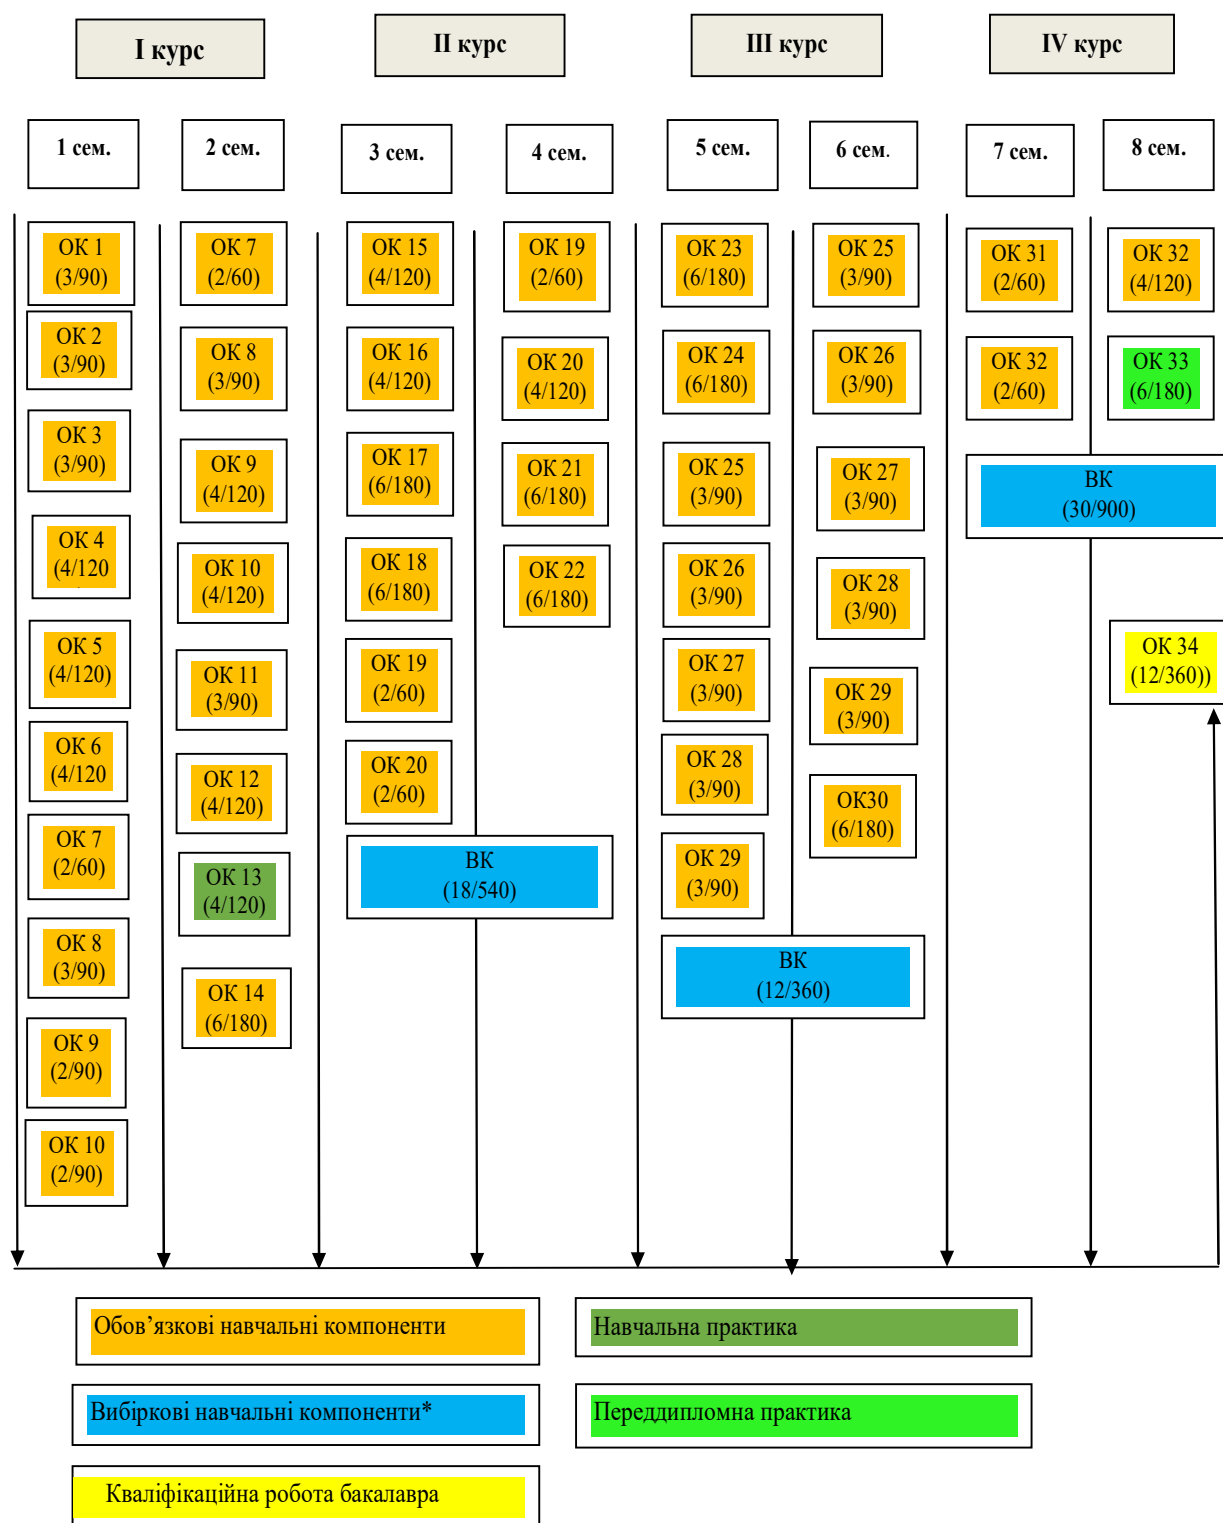 I курс
II курс
III курс
IV курс
1 сем.
2 сем.
3 сем.
4 сем.
5 сем.
6 сем.
7 сем.
8 сем.
ОК 1
(3/90)
ОК 2
(3/90)
ОК 3
(3/90)
ОК 4
(4/120
ОК 5
(4/120)
ОК 6
(4/120
ОК 7
(2/60)
ОК 8
(3/90)
ОК 9
(2/90)
ОК 10
(2/90)
ОК 7
(2/60)
ОК 8
(3/90)
ОК 9
(4/120)
ОК 10
(4/120)
ОК 11
(3/90)
ОК 12
(4/120)
ОК 13
(4/120)
ОК 14
(6/180)
ОК 15
(4/120)
ОК 16
(4/120)
ОК 17
(6/180)
ОК 18
(6/180)
ОК 19
(2/60)
ОК 20
(2/60)
ОК 19
(2/60)
ОК 20
(4/120)
ОК 21
(6/180)
ОК 22
(6/180)
ВК
(18/540)
ОК 23
(6/180)
ОК 24
(6/180)
ОК 25
(3/90)
ОК 26
(3/90)
ОК 27
(3/90)
ОК 28
(3/90)
ОК 29
(3/90)
ОК 25
(3/90)
ОК 26
(3/90)
ОК 27
(3/90)
ОК 28
(3/90)
ОК 29
(3/90)
ОК30
(6/180)
ВК
(12/360)
ОК 31
(2/60)
ОК 32
(2/60)
ОК 32
(4/120)
ОК 33
(6/180)
ВК
(30/900)
ОК 34
(12/360))
Обов’язкові навчальні компоненти
Навчальна практика
Вибіркові навчальні компоненти*
Переддипломна практика
Кваліфікаційна робота бакалавра